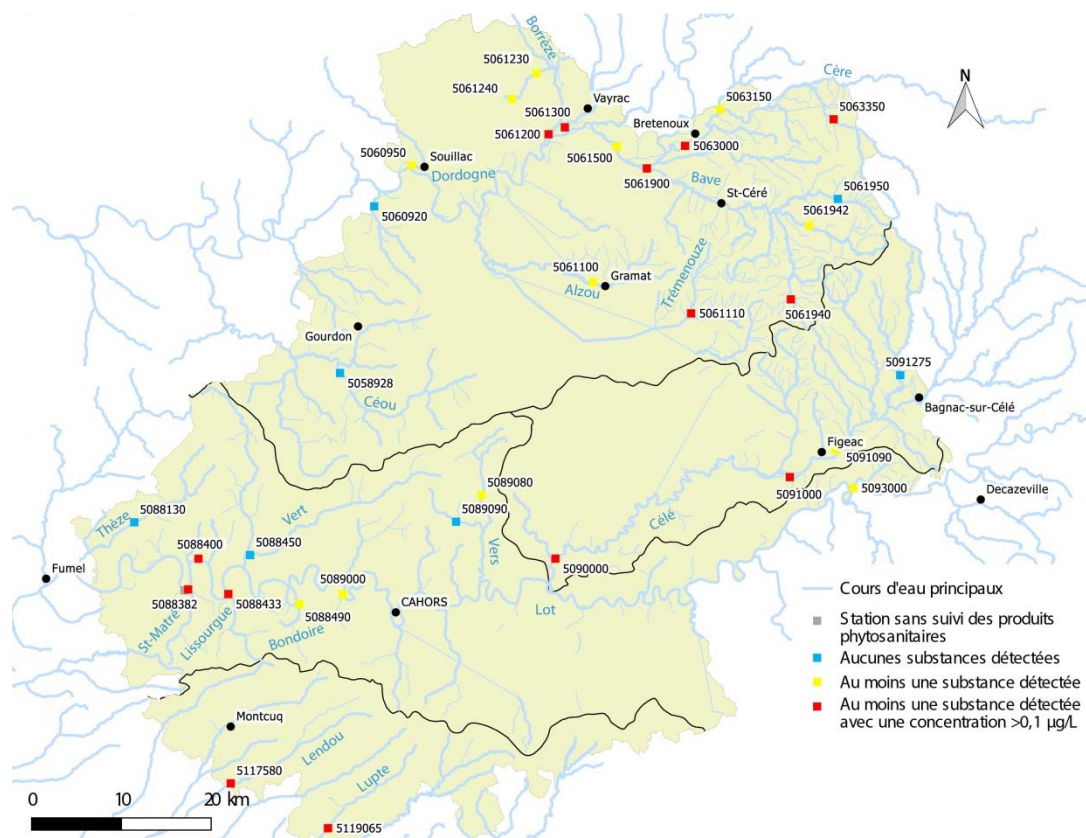 Borrèze
5061230
5061240
Vayrac
5061300
5061200
Cère
5063150
5063350
N
Bretenoux
5063000
5061500
5061900
5060950
Souillac
Dordogne
Bave
St-Céré
5061950
5061942
5060920
5061100
Gramat
Alzou
Trémenouze
5061110
5061940
Gourdon
5058928
Céou
5091275
Bagnac-sur-Célé
Figeac
5091090
5091000
5093000
Decazeville
5089080
5089090
Vers
Célé
5090000
Thèze
5088130
Vert
5088400
5088450
Fumel
5088382
5088433
5089000
5088490
CAHORS
Lot
St-Matré
Lissourgue
Bondoire
Cours d'eau principaux
Station sans suivi des produits
phytosanitaires
Aucunes substances détectées
Au moins une substance détectée
Au moins une substance détectée
avec une concentration >0,1 µg/L
Montcuq
Lendou
Lupte
5117580
5119065
0 10 20 km